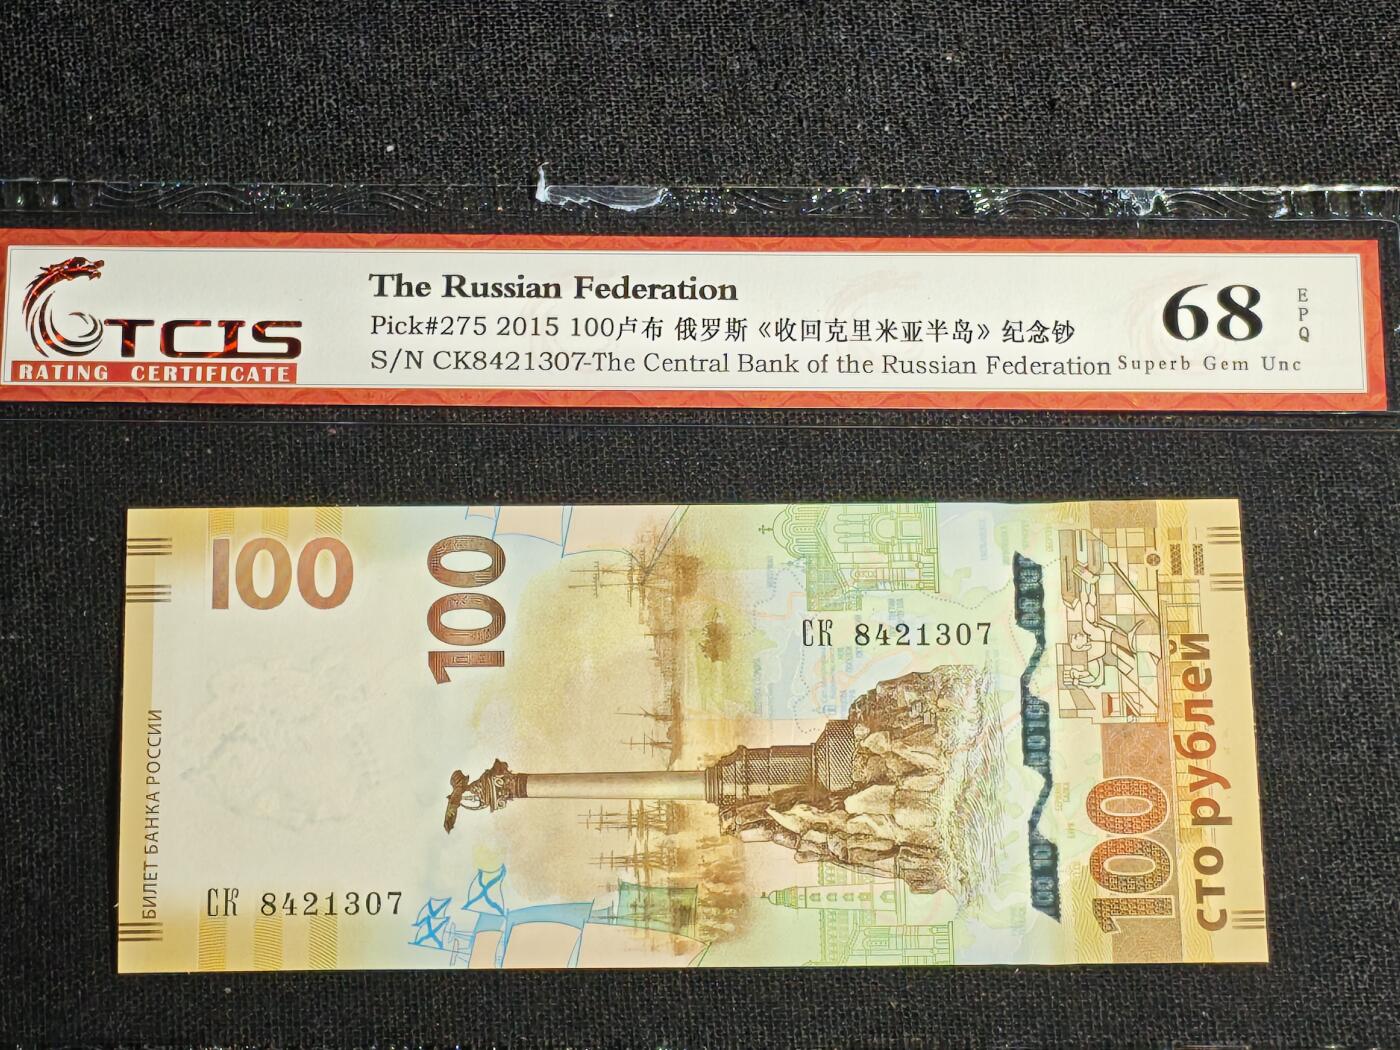 TCIS
RATING CERTIFICATE
The Russian Federation
Pick#275 2015 100卢布 俄罗斯《收回克里米亚半岛》纪念钞
S/N CK8421307-The Central Bank of the Russian Federation
68
EPQ
Superb Gem Unc
100
100
СК 8421307
БИЛЕТ БАНКА РОССИИ
СК 8421307
100
сто рублей